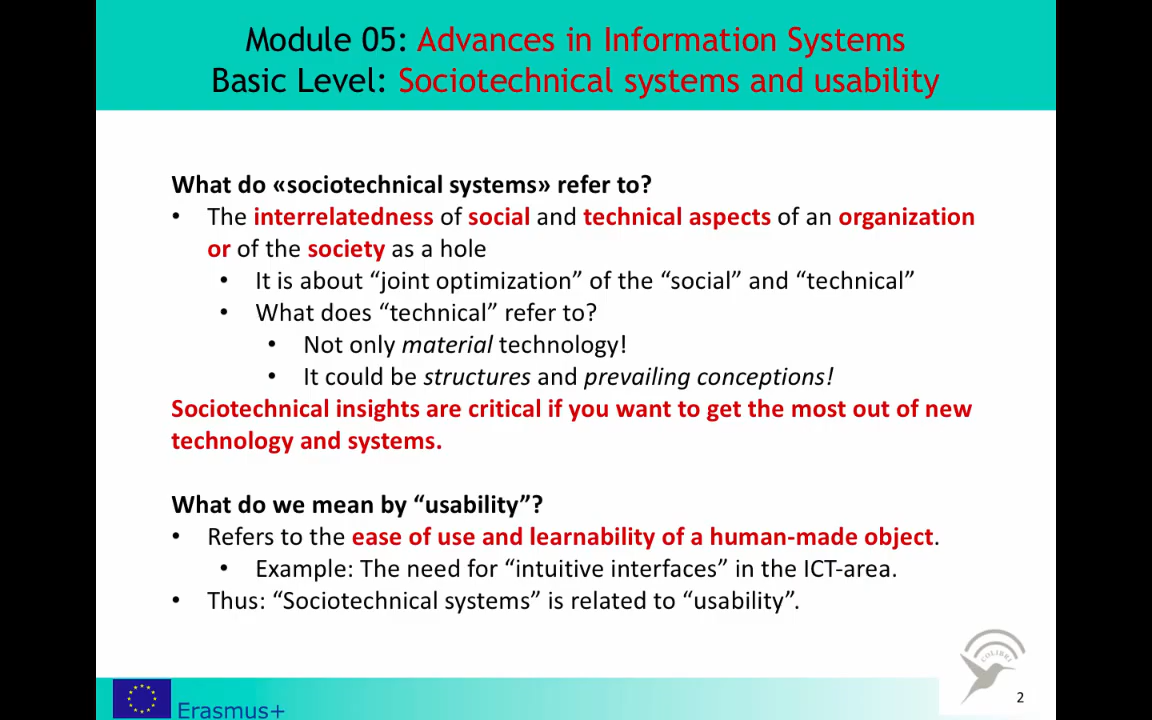 Module 05: Advances in Information Systems
Basic Level: Sociotechnical systems and usability
What do «sociotechnical systems» refer to?
• The interrelatedness of social and technical aspects of an organization
or of the society as a hole
• It is about “joint optimization” of the “social” and “technical”
• What does “technical” refer to?
• Not only material technology!
• It could be structures and prevailing conceptions!
Sociotechnical insights are critical if you want to get the most out of new
technology and systems.
What do we mean by “usability”?
• Refers to the ease of use and learnability of a human-made object.
• Example: The need for “intuitive interfaces” in the ICT-area.
• Thus: “Sociotechnical systems” is related to “usability”.
COLIBRI
Erasmus+
2